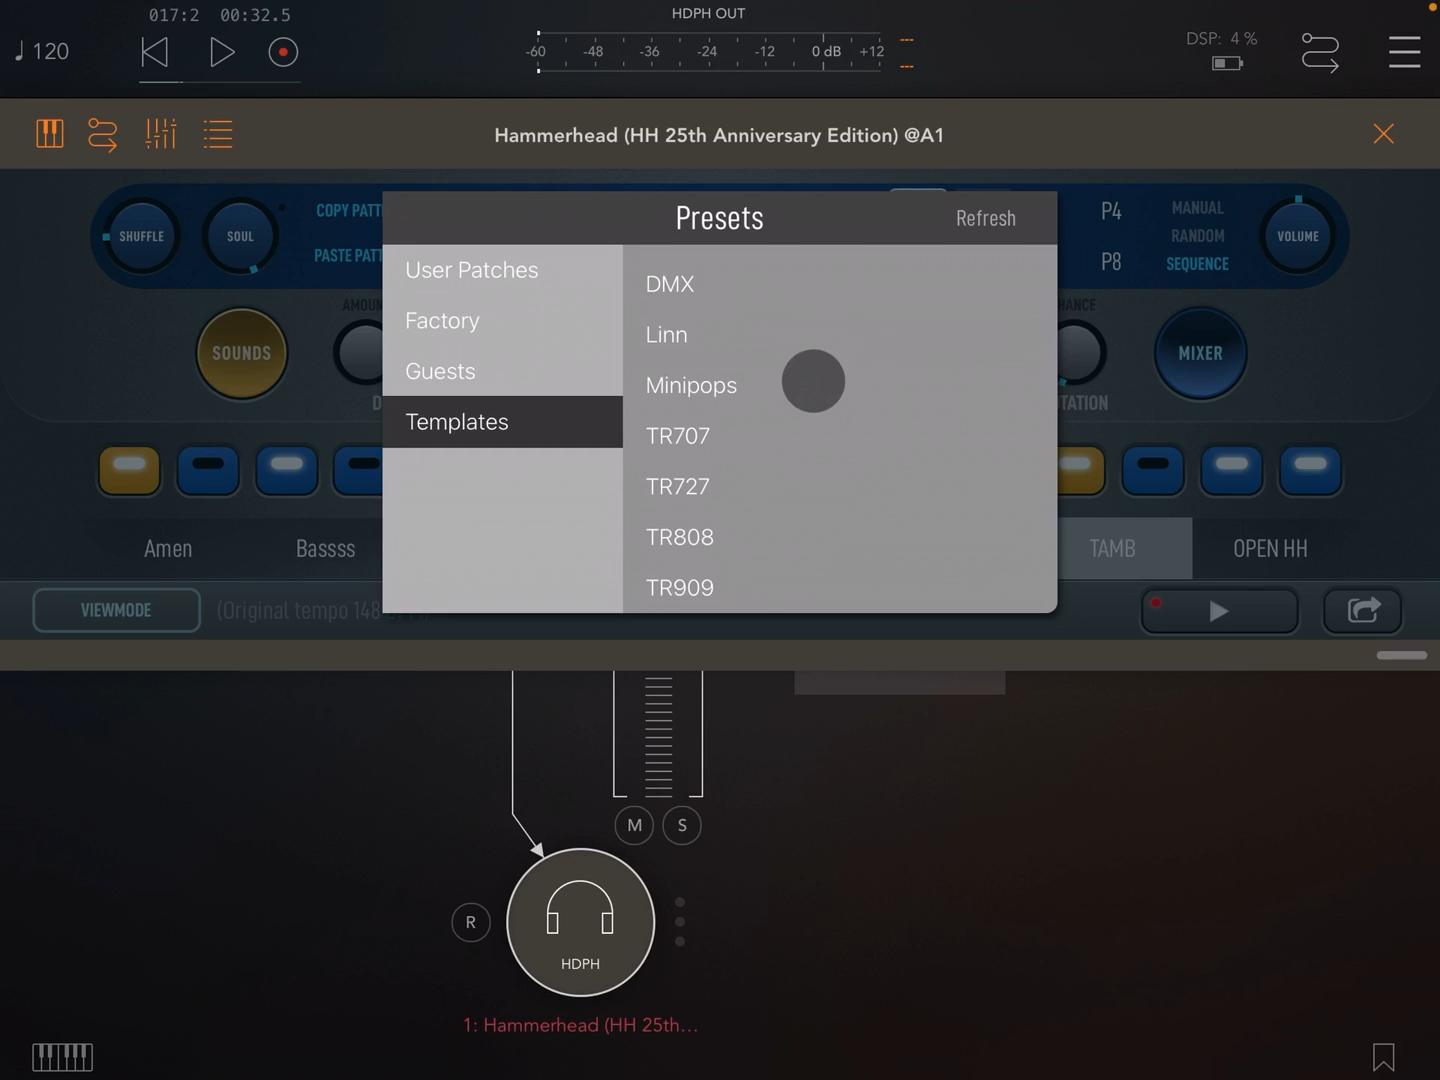 017:2 00:32.5
HDPH OUT
♩ 120
-60 -48 -36 -24 -12 0 dB +12
---
---
DSP: 4 %
Hammerhead (HH 25th Anniversary Edition) @A1
SHUFFLE
SOUL
COPY PATT
PASTE PATT
Presets
Refresh
P4
P8
MANUAL
RANDOM
SEQUENCE
VOLUME
User Patches
Factory
Guests
Templates
DMX
Linn
Minipops
TR707
TR727
TR808
TR909
AMOUN
SOUNDS
D
HANCE
TATION
MIXER
Amen
Bassss
TAMB
OPEN HH
VIEWMODE
(Original tempo 148
M
S
R
HDPH
1: Hammerhead (HH 25th…